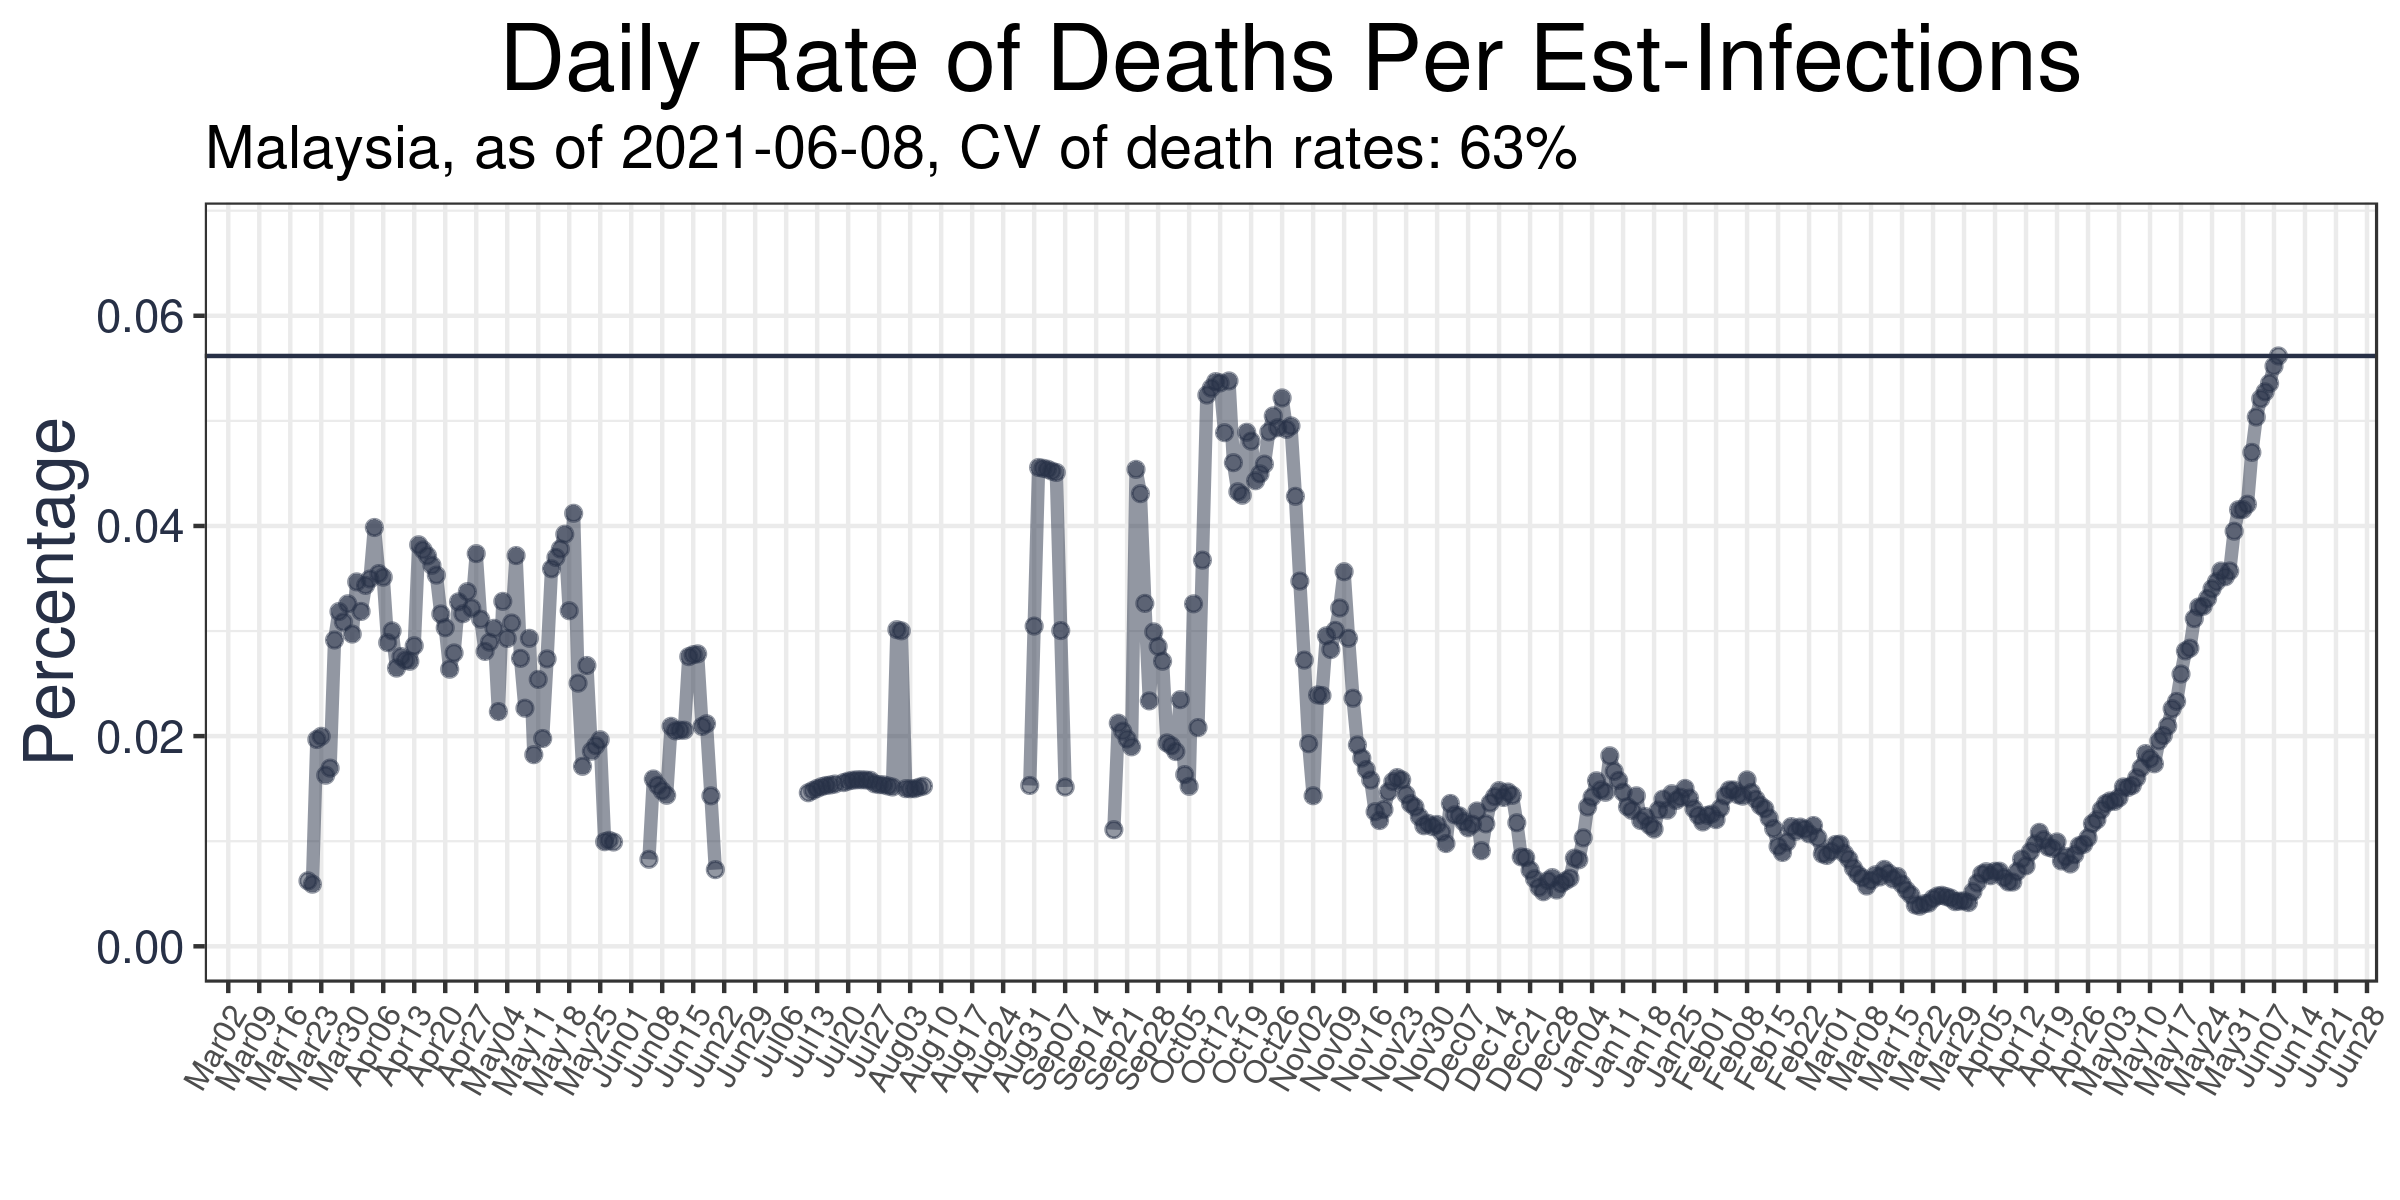 Daily Rate of Deaths Per Est-Infections
Malaysia, as of 2021-06-08, CV of death rates: 63%
Percentage
0.06
0.04
0.02
0.00
Mar02
Mar09
Mar16
Mar23
Mar30
Apr06
Apr13
Apr20
Apr27
May04
May11
May18
May25
Jun01
Jun08
Jun15
Jun22
Jun29
Jul06
Jul13
Jul20
Jul27
Aug03
Aug10
Aug17
Aug24
Aug31
Sep07
Sep14
Sep21
Sep28
Oct05
Oct12
Oct19
Oct26
Nov02
Nov09
Nov16
Nov23
Nov30
Dec07
Dec14
Dec21
Dec28
Jan04
Jan11
Jan18
Jan25
Feb01
Feb08
Feb15
Feb22
Mar01
Mar08
Mar15
Mar22
Mar29
Apr05
Apr12
Apr19
Apr26
May03
May10
May17
May24
May31
Jun07
Jun14
Jun21
Jun28